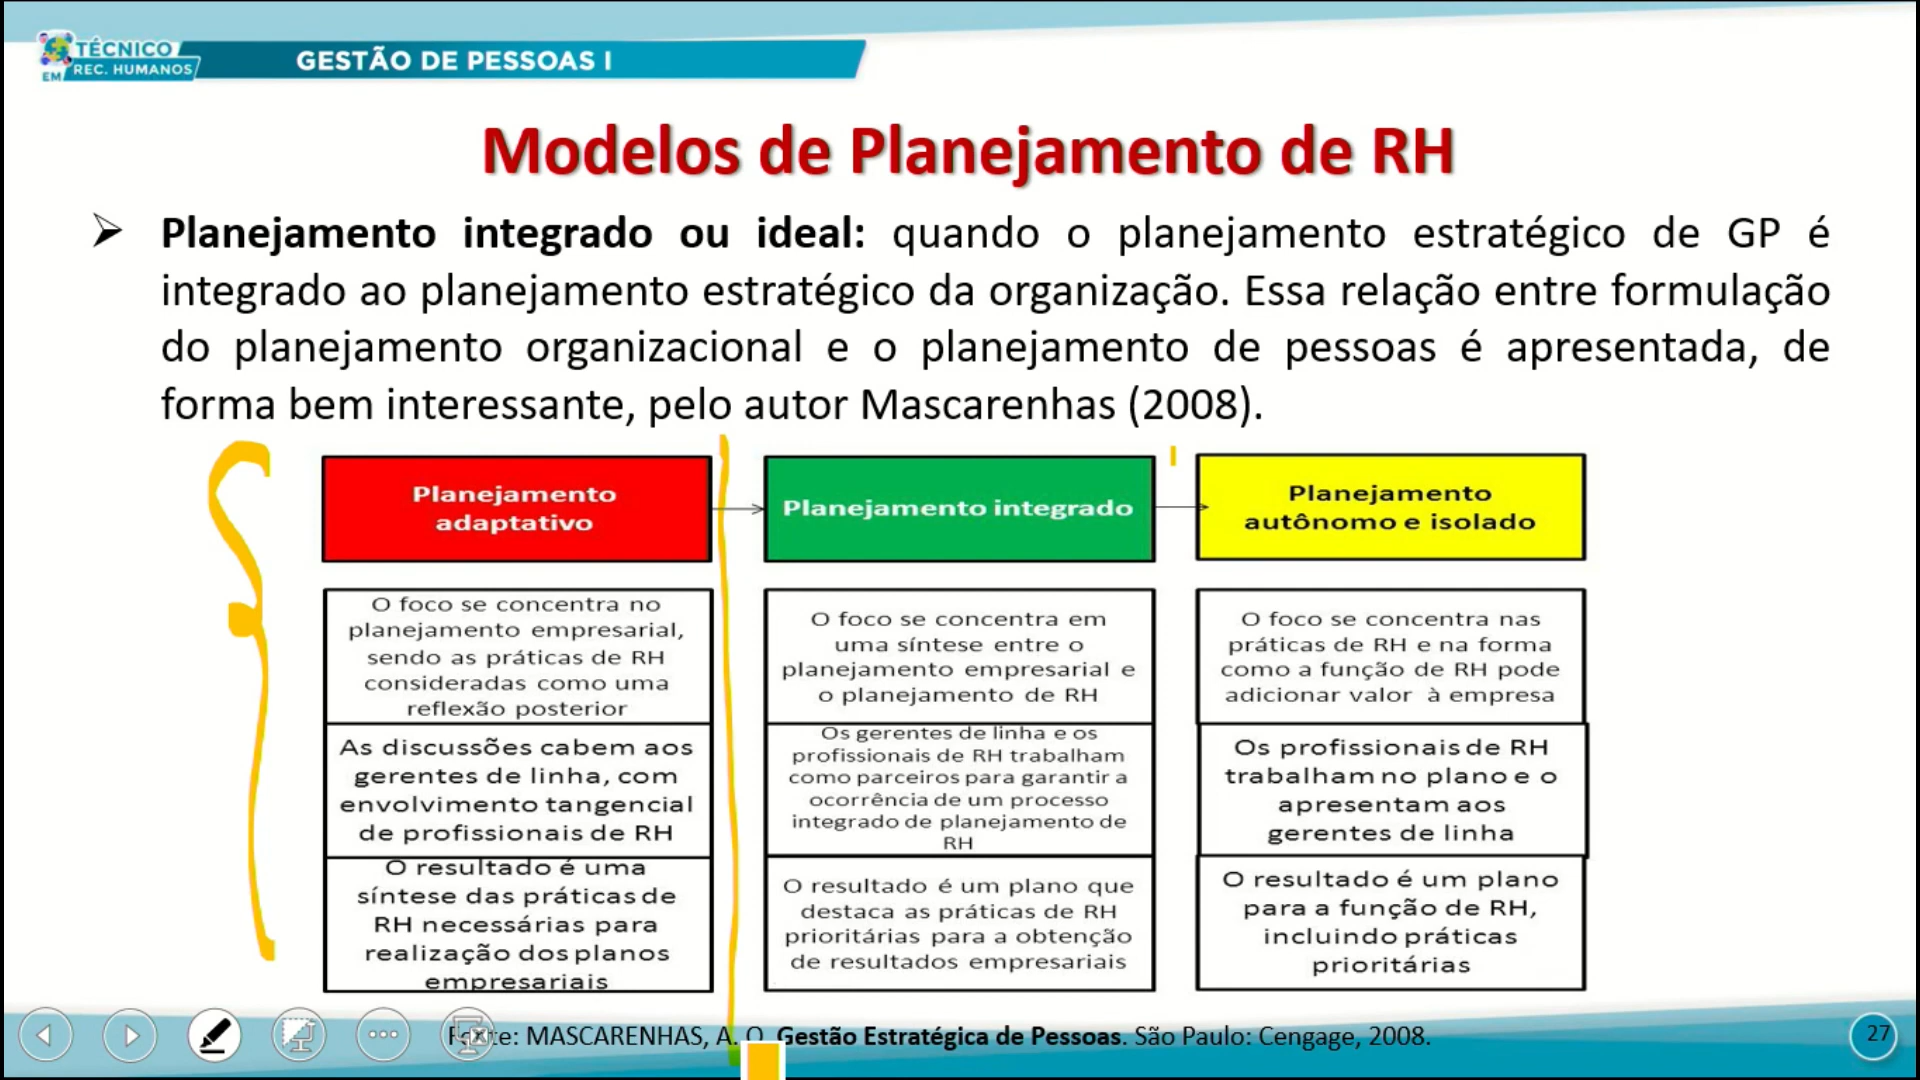 TÉCNICO
EM REC. HUMANOS
GESTÃO DE PESSOAS I
Modelos de Planejamento de RH
Planejamento integrado ou ideal: quando o planejamento estratégico de GP é
integrado ao planejamento estratégico da organização. Essa relação entre formulação
do planejamento organizacional e o planejamento de pessoas é apresentada, de
forma bem interessante, pelo autor Mascarenhas (2008).
Planejamento
adaptativo
O foco se concentra no
planejamento empresarial,
sendo as práticas de RH
consideradas como uma
reflexão posterior
As discussões cabem aos
gerentes de linha, com
envolvimento tangencial
de profissionais de RH
O resultado é uma
síntese das práticas de
RH necessárias para
realização dos planos
empresariais
Planejamento integrado
O foco se concentra em
uma síntese entre o
planejamento empresarial e
o planejamento de RH
Os gerentes de linha e os
profissionais de RH trabalham
como parceiros para garantir a
ocorrência de um processo
integrado de planejamento de
RH
O resultado é um plano que
destaca as práticas de RH
prioritárias para a obtenção
de resultados empresariais
Planejamento
autônomo e isolado
O foco se concentra nas
práticas de RH e na forma
como a função de RH pode
adicionar valor à empresa
Os profissionais de RH
trabalham no plano e o
apresentam aos
gerentes de linha
O resultado é um plano
para a função de RH,
incluindo práticas
prioritárias
Fonte: MASCARENHAS, A. O. Gestão Estratégica de Pessoas. São Paulo: Cengage, 2008.
27